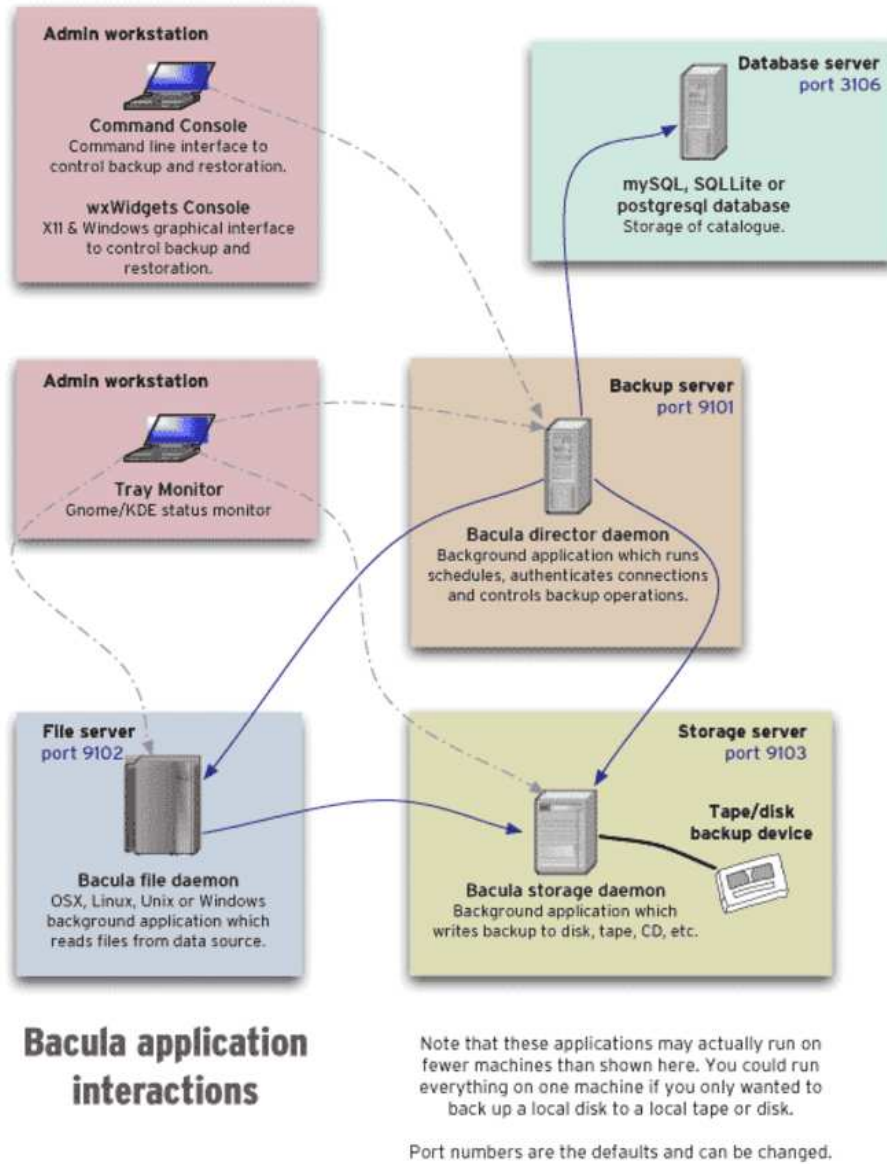 Admin workstation
Command Console
Command line interface to
control backup and restoration.
wxWidgets Console
X11 & Windows graphical interface
to control backup and
restoration.
Database server
port 3106
mySQL, SQLLite or
postgresql database
Storage of catalogue.
Admin workstation
Tray Monitor
Gnome/KDE status monitor
Backup server
port 9101
Bacula director daemon
Background application which runs
schedules, authenticates connections
and controls backup operations.
File server
port 9102
Bacula file daemon
OSX, Linux, Unix or Windows
background application which
reads files from data source.
Storage server
port 9103
Tape/disk
backup device
Bacula storage daemon
Background application which
writes backup to disk, tape, CD, etc.
Bacula application
interactions
Note that these applications may actually run on
fewer machines than shown here. You could run
everything on one machine if you only wanted to
back up a local disk to a local tape or disk.
Port numbers are the defaults and can be changed.